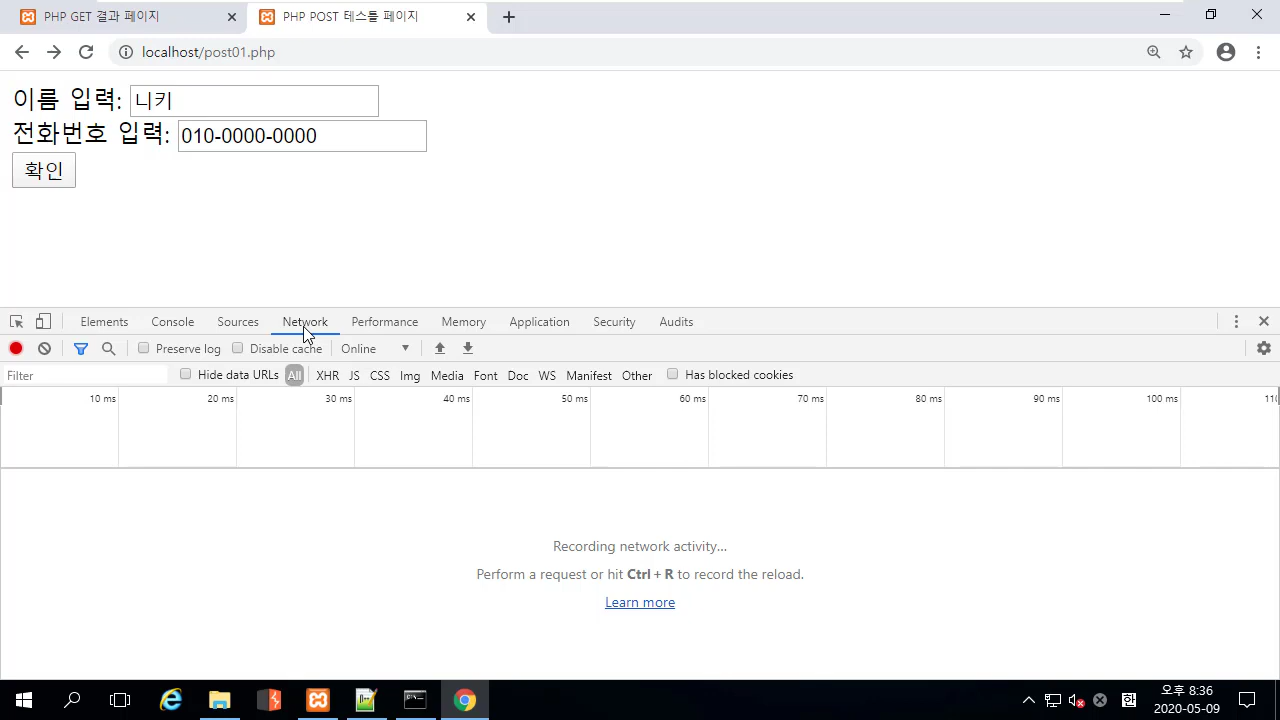 PHP GET 결과 페이지
PHP POST 테스틀 페이지
localhost/post01.php
이름 입력: 니키
전화번호 입력: 010-0000-0000
확인
Elements Console Sources Network Performance Memory Application Security Audits
Preserve log Disable cache Online
Filter Hide data URLs All XHR JS CSS Img Media Font Doc WS Manifest Other Has blocked cookies
10 ms 20 ms 30 ms 40 ms 50 ms 60 ms 70 ms 80 ms 90 ms 100 ms 11(
Recording network activity...
Perform a request or hit Ctrl + R to record the reload.
Learn more
한
오후 8:36
2020-05-09